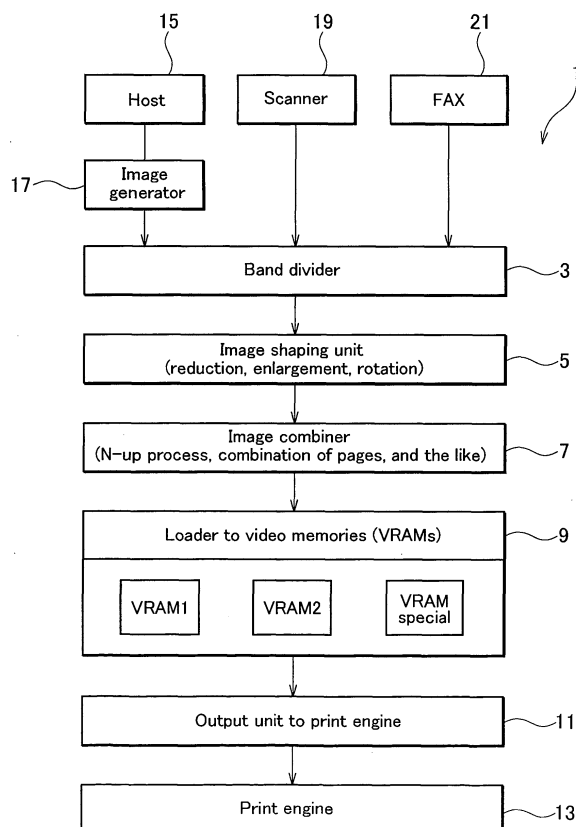 15
19
21
Host
Scanner
FAX
17
Image
generator
Band divider
3
Image shaping unit
(reduction, enlargement, rotation)
5
Image combiner
(N-up process, combination of pages, and the like)
7
Loader to video memories (VRAMs)
9
VRAM1
VRAM2
VRAM
special
Output unit to print engine
11
Print engine
13